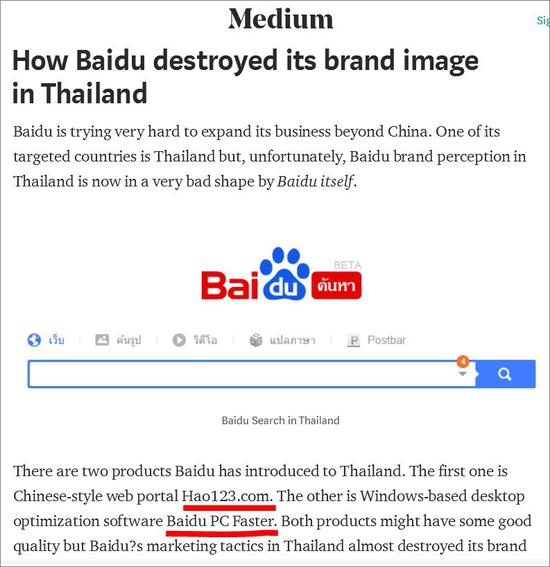 Medium
Sig
How Baidu destroyed its brand image
in Thailand
Baidu is trying very hard to expand its business beyond China. One of its
targeted countries is Thailand but, unfortunately, Baidu brand perception in
Thailand is now in a very bad shape by Baidu itself.
BETA
Bai du ค้นหา
เว็บ ค้นรูป วิดีโอ แปลภาษา P Postbar
4
Baidu Search in Thailand
There are two products Baidu has introduced to Thailand. The first one is
Chinese-style web portal Hao123.com. The other is Windows-based desktop
optimization software Baidu PC Faster. Both products might have some good
quality but Baidu?s marketing tactics in Thailand almost destroyed its brand